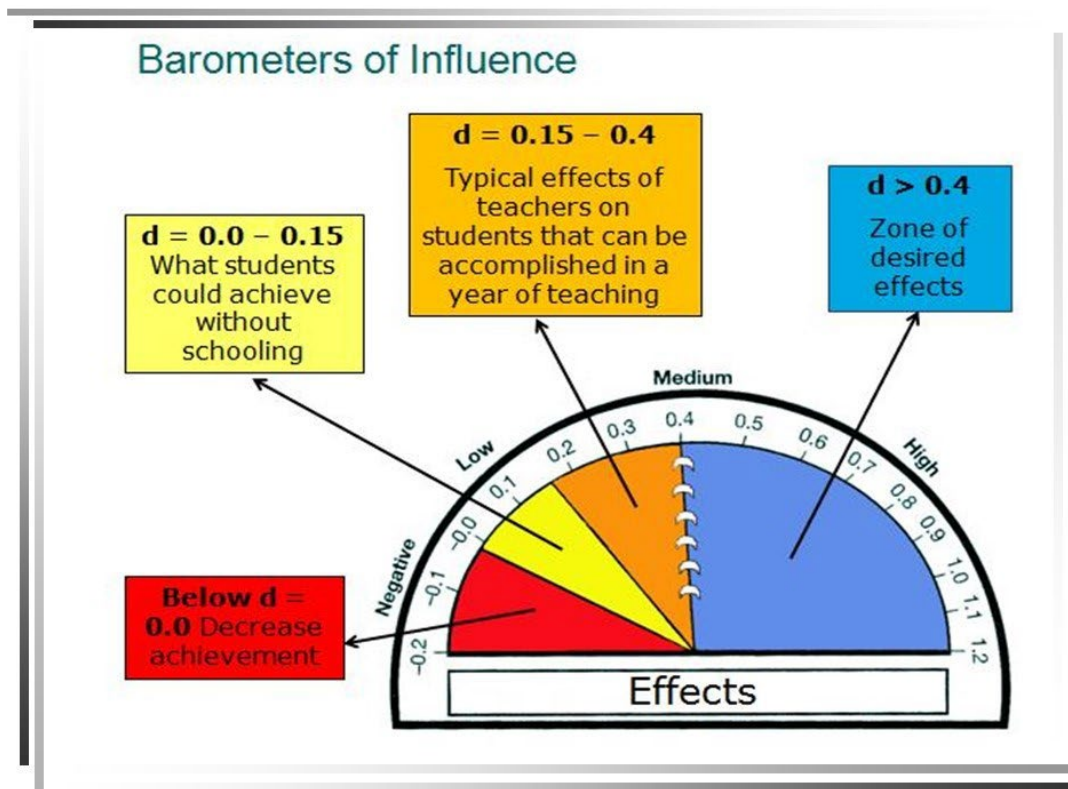 Barometers of Influence
d = 0.15 – 0.4
Typical effects of
teachers on
students that can be
accomplished in a
year of teaching
d > 0.4
Zone of
desired
effects
d = 0.0 – 0.15
What students
could achieve
without
schooling
Below d =
0.0 Decrease
achievement
Negative
Low
Medium
High
-0.2
-0.1
-0.0
0.1
0.2
0.3
0.4
0.5
0.6
0.7
0.8
0.9
1.0
1.1
1.2
Effects